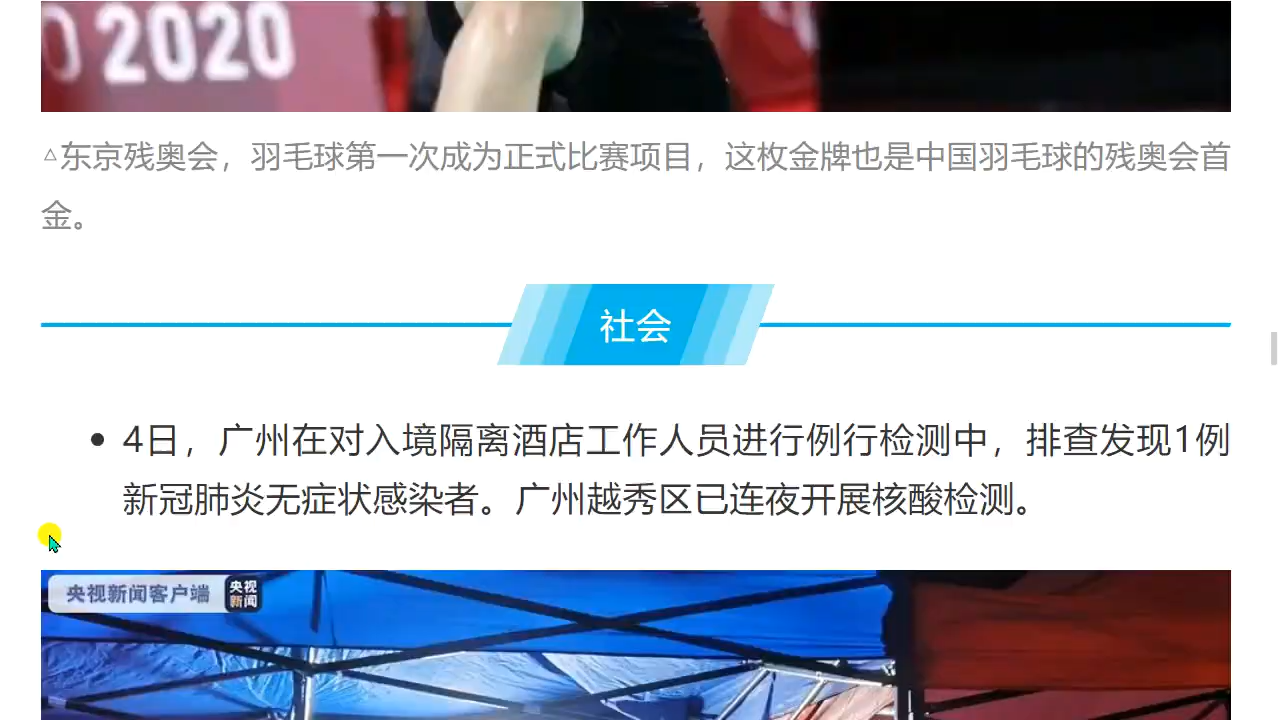 2020
△东京残奥会，羽毛球第一次成为正式比赛项目，这枚金牌也是中国羽毛球的残奥会首
金。
社会
4日，广州在对入境隔离酒店工作人员进行例行检测中，排查发现1例
新冠肺炎无症状感染者。广州越秀区已连夜开展核酸检测。
央视新闻客户端 央视
新闻